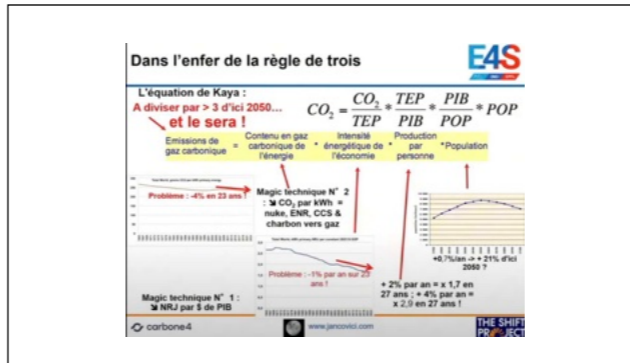 Dans l'enfer de la règle de trois
E4S
L'équation de Kaya :
A diviser par > 3 d'ici 2050…
et le sera !
CO₂ = CO₂/TEP * TEP/PIB * PIB/POP * POP
Emissions de gaz carbonique = Contenu en gaz carbonique de l'énergie * Intensité énergétique de l'économie * Production par personne * Population
Problème : -4% en 23 ans !
Magic technique N° 2
: ↘ CO₂ par kWh =
nuke, ENR, CCS &
charbon vers gaz
Problème : -1% par an sur 23
ans !
+0,7%/an -> + 21% d'ici
2050 ?
+ 2% par an = x 1,7 en
27 ans ; + 4% par an =
x 2,9 en 27 ans !
Magic technique N° 1 :
↘ NRJ par $ de PIB
carbone4
www.jancovici.com
THE SHIFT
PROJECT